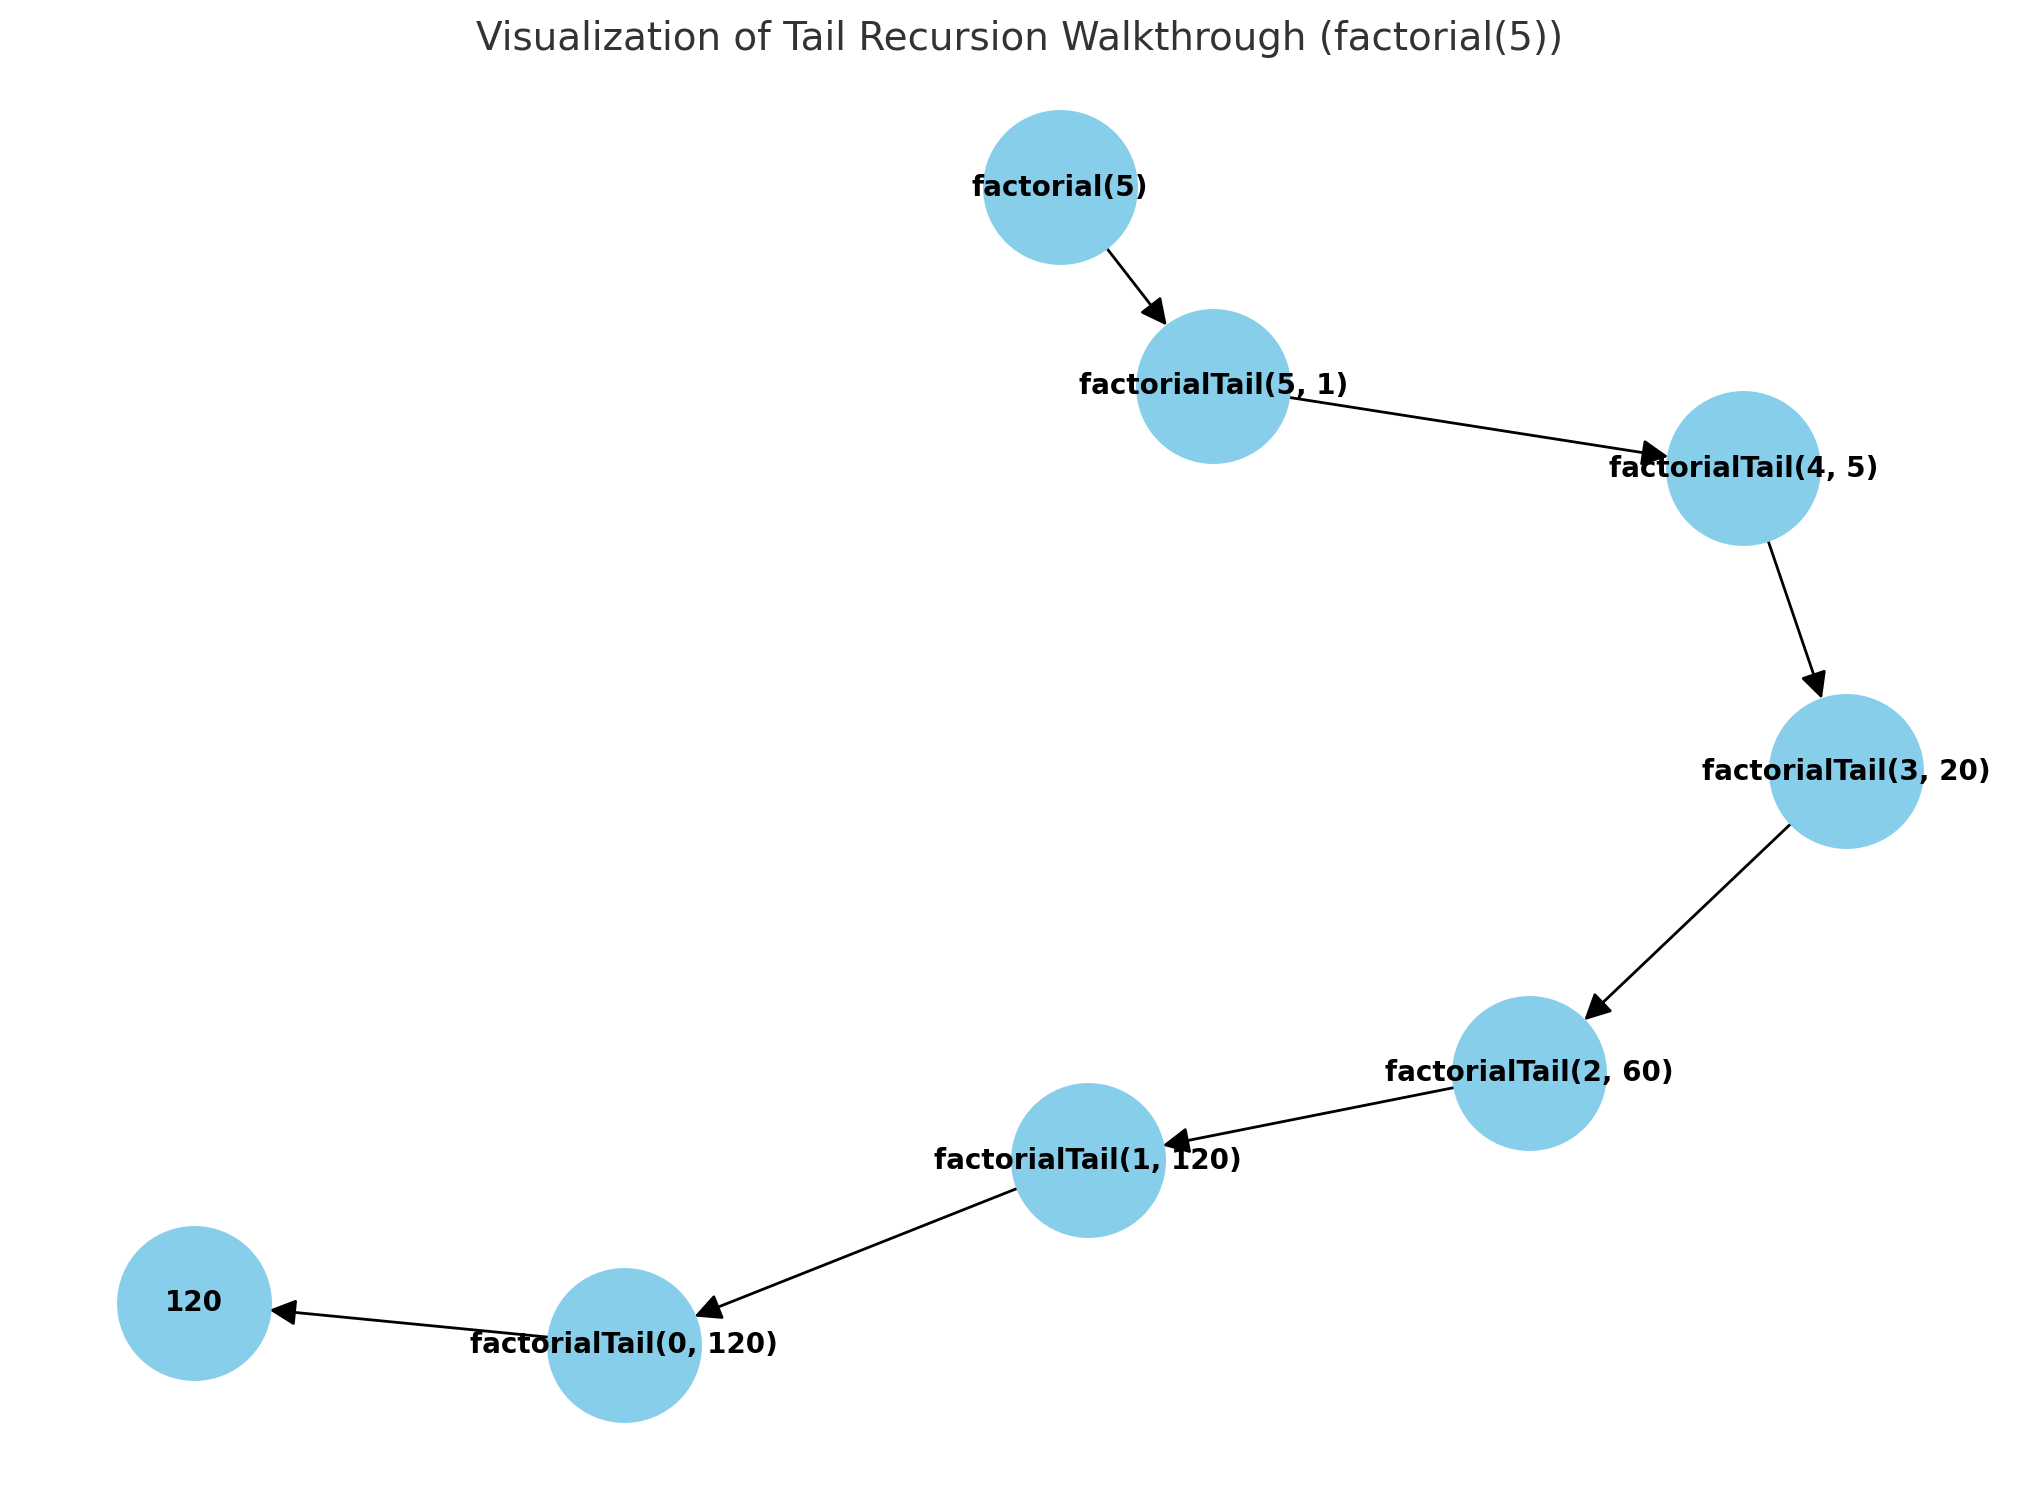 Visualization of Tail Recursion Walkthrough (factorial(5))
factorial(5)
factorialTail(5, 1)
factorialTail(4, 5)
factorialTail(3, 20)
factorialTail(2, 60)
factorialTail(1, 120)
factorialTail(0, 120)
120